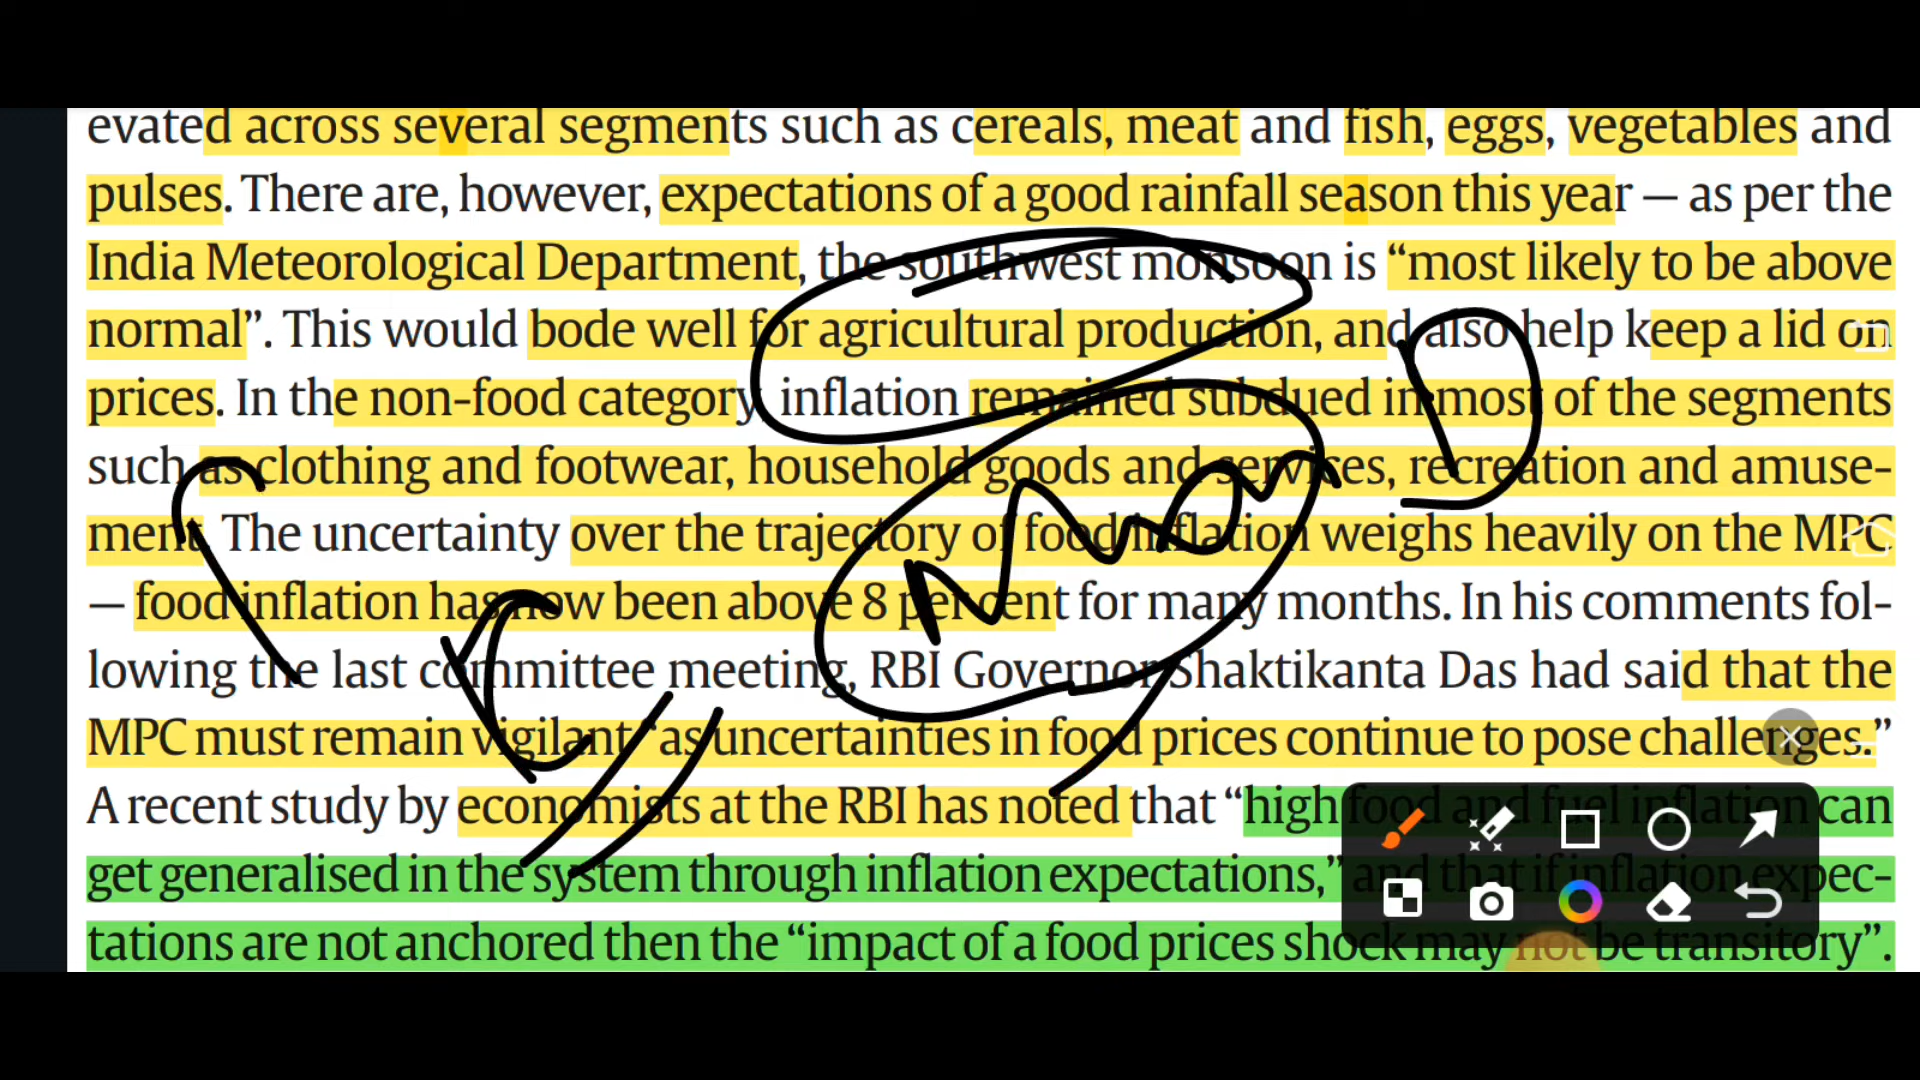 evated across several segments such as cereals, meat and fish, eggs, vegetables and
pulses. There are, however, expectations of a good rainfall season this year — as per the
India Meteorological Department, the southwest monsoon is “most likely to be above
normal”. This would bode well for agricultural production, and also help keep a lid on
prices. In the non-food category, inflation remained subdued in most of the segments
such as clothing and footwear, household goods and services, recreation and amuse-
ment. The uncertainty over the trajectory of food inflation weighs heavily on the MPC
— food inflation has now been above 8 per cent for many months. In his comments fol-
lowing the last committee meeting, RBI Governor Shaktikanta Das had said that the
MPC must remain vigilant “as uncertainties in food prices continue to pose challenges.”
A recent study by economists at the RBI has noted that “high food and fuel inflation can
get generalised in the system through inflation expectations,” and that if inflation expec-
tations are not anchored then the “impact of a food prices shock may not be transitory”.